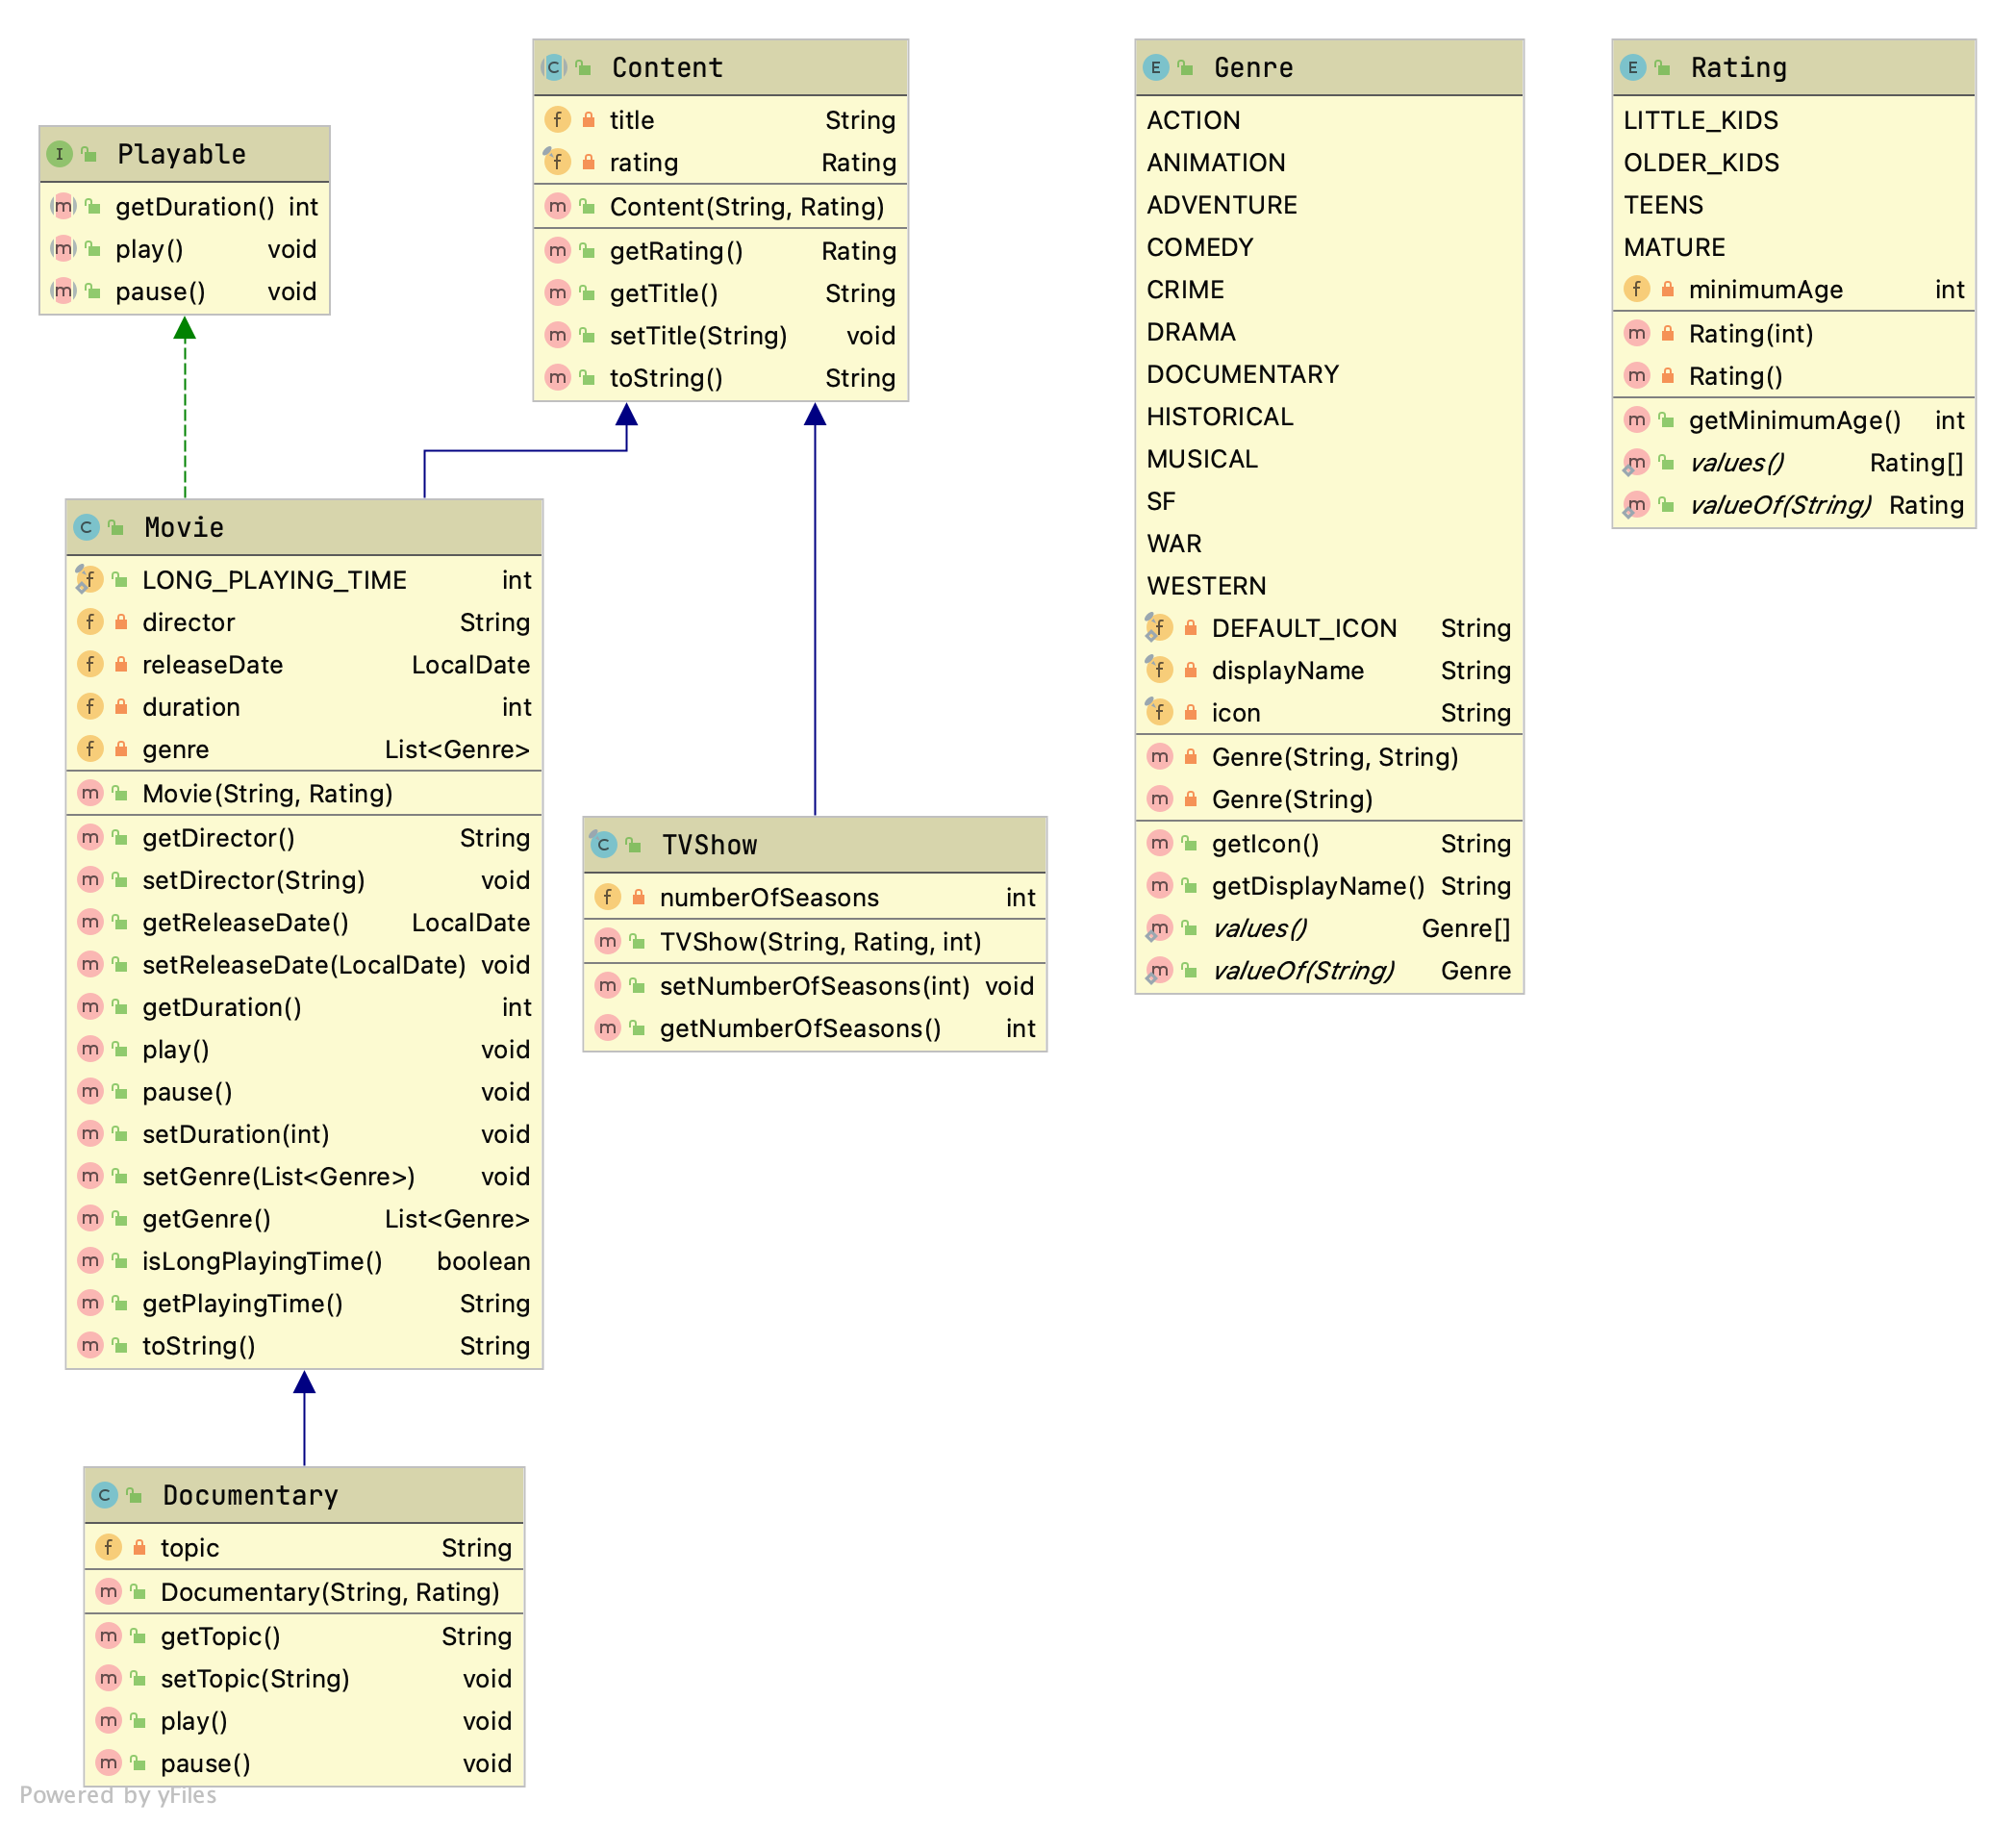 Playable
getDuration() int
play() void
pause() void
Content
title String
rating Rating
Content(String, Rating)
getRating() Rating
getTitle() String
setTitle(String) void
toString() String
Movie
LONG_PLAYING_TIME int
director String
releaseDate LocalDate
duration int
genre List<Genre>
Movie(String, Rating)
getDirector() String
setDirector(String) void
getReleaseDate() LocalDate
setReleaseDate(LocalDate) void
getDuration() int
play() void
pause() void
setDuration(int) void
setGenre(List<Genre>) void
getGenre() List<Genre>
isLongPlayingTime() boolean
getPlayingTime() String
toString() String
TVShow
numberOfSeasons int
TVShow(String, Rating, int)
setNumberOfSeasons(int) void
getNumberOfSeasons() int
Documentary
topic String
Documentary(String, Rating)
getTopic() String
setTopic(String) void
play() void
pause() void
Genre
ACTION
ANIMATION
ADVENTURE
COMEDY
CRIME
DRAMA
DOCUMENTARY
HISTORICAL
MUSICAL
SF
WAR
WESTERN
DEFAULT_ICON String
displayName String
icon String
Genre(String, String)
Genre(String)
getIcon() String
getDisplayName() String
values() Genre[]
valueOf(String) Genre
Rating
LITTLE_KIDS
OLDER_KIDS
TEENS
MATURE
minimumAge int
Rating(int)
Rating()
getMinimumAge() int
values() Rating[]
valueOf(String) Rating
Powered by yFiles